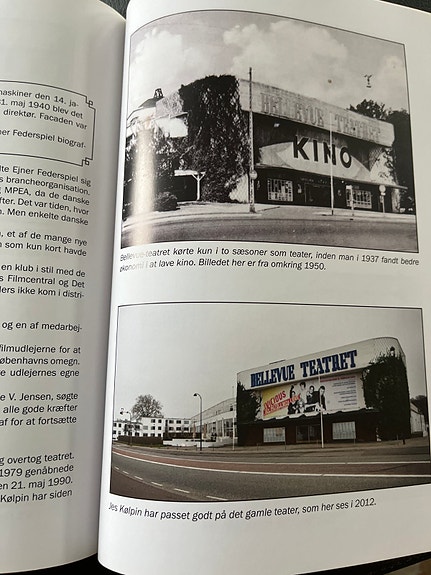 maskiner den 14. ja-
1. maj 1940 blev det
direktør. Facaden var
ner Federspiel biograf.
lte Ejner Federspiel sig
s brancheorganisation.
g MPEA, da de danske
fter. Det var tiden, hvor
. Men enkelte danske
, et af de mange nye
n som kun kort havde
en klub i stil med de
s Filmcentral og Det
ders ikke kom i distri-
og en af medarbej-
filmudlejerne for at
københavns omegn.
e udlejernes egne
e V. Jensen, søgte
alle gode kræfter
af for at fortsætte
g overtog teatret.
1979 genåbnede
en 21. maj 1990.
Kølpin har siden
BELLEVUE TEATRET
KINO
Bellevue-teatret kørte kun i to sæsoner som teater, inden man i 1937 fandt bedre
økonomi i at lave kino. Billedet her er fra omkring 1950.
BELLEVUE TEATRET
Jes Kølpin har passet godt på det gamle teater, som her ses i 2012.